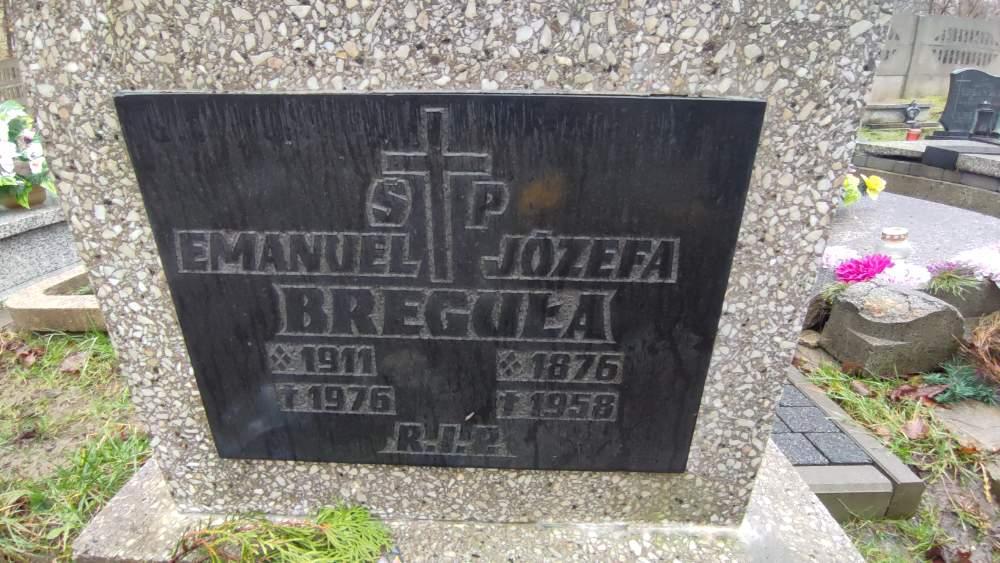 S P
EMANUEL JÓZEFA
BREGUŁA
1911 1876
† 1976 † 1958
R.I.P.